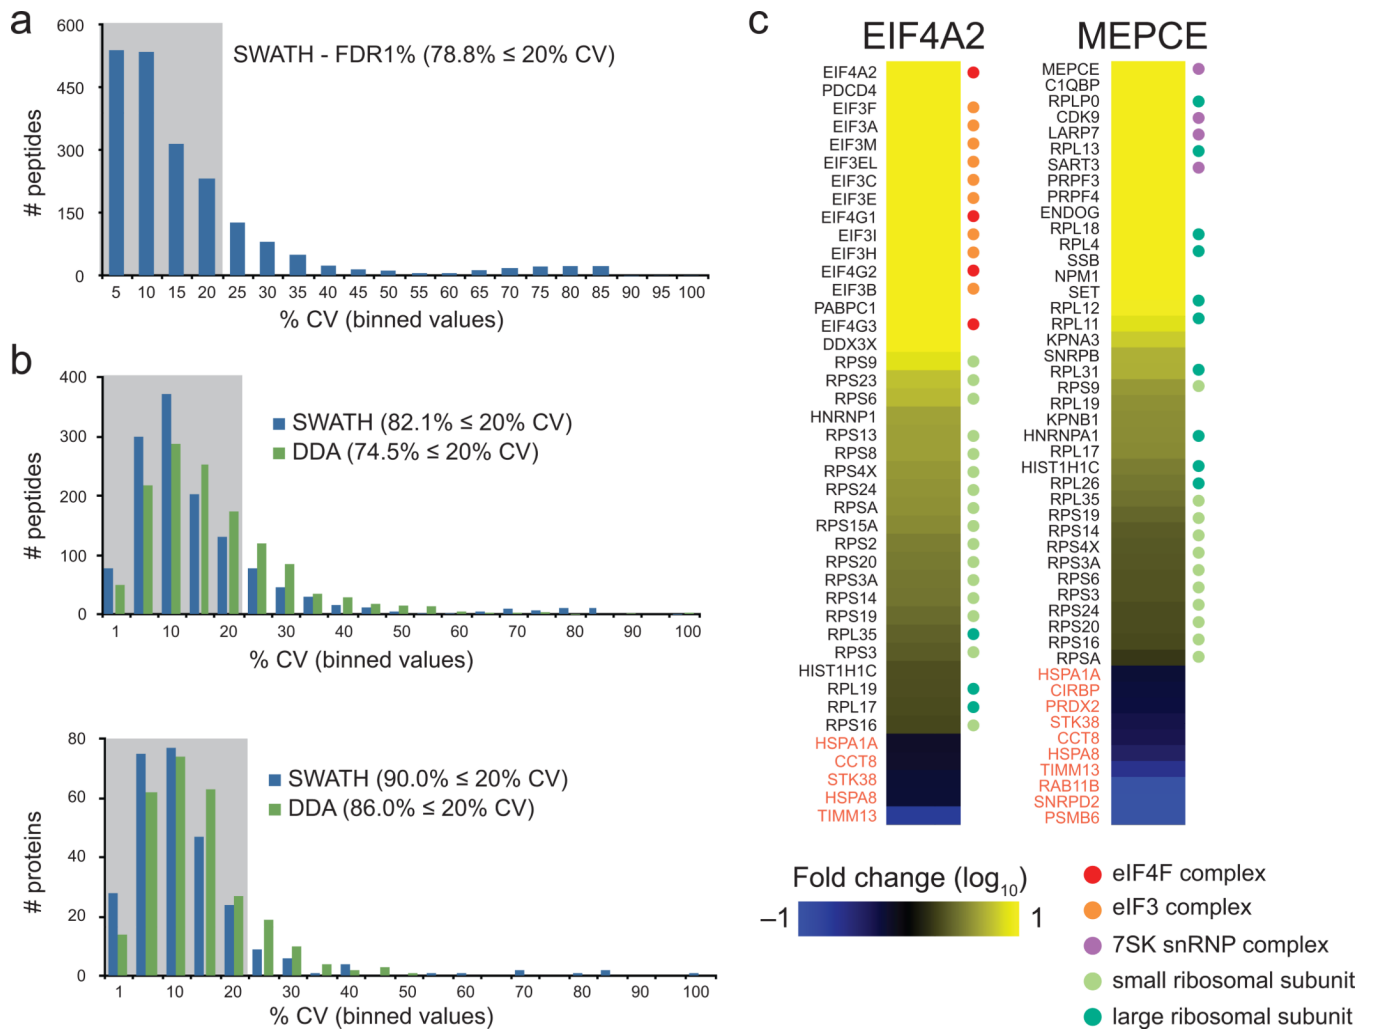 a
600
450
300
150
0
# peptides
SWATH - FDR1% (78.8% ≤ 20% CV)
5 10 15 20 25 30 35 40 45 50 55 60 65 70 75 80 85 90 95 100
% CV (binned values)
b
400
300
200
100
0
# peptides
SWATH (82.1% ≤ 20% CV)
DDA (74.5% ≤ 20% CV)
1 10 20 30 40 50 60 70 80 90 100
% CV (binned values)
80
60
40
20
0
# proteins
SWATH (90.0% ≤ 20% CV)
DDA (86.0% ≤ 20% CV)
1 10 20 30 40 50 60 70 80 90 100
% CV (binned values)
c
EIF4A2
EIF4A2
PDCD4
EIF3F
EIF3A
EIF3M
EIF3EL
EIF3C
EIF3E
EIF4G1
EIF3I
EIF3H
EIF4G2
EIF3B
PABPC1
EIF4G3
DDX3X
RPS9
RPS23
RPS6
HNRNP1
RPS13
RPS8
RPS4X
RPS24
RPSA
RPS15A
RPS2
RPS20
RPS3A
RPS14
RPS19
RPL35
RPS3
HIST1H1C
RPL19
RPL17
RPS16
HSPA1A
CCT8
STK38
HSPA8
TIMM13
MEPCE
MEPCE
C1QBP
RPLP0
CDK9
LARP7
RPL13
SART3
PRPF3
PRPF4
ENDOG
RPL18
RPL4
SSB
NPM1
SET
RPL12
RPL11
KPNA3
SNRPB
RPL31
RPS9
RPL19
KPNB1
HNRNPA1
RPL17
HIST1H1C
RPL26
RPL35
RPS19
RPS14
RPS4X
RPS3A
RPS6
RPS3
RPS24
RPS20
RPS16
RPSA
HSPA1A
CIRBP
PRDX2
STK38
CCT8
HSPA8
TIMM13
RAB11B
SNRPD2
PSMB6
Fold change (log10)
–1 1
eIF4F complex
eIF3 complex
7SK snRNP complex
small ribosomal subunit
large ribosomal subunit